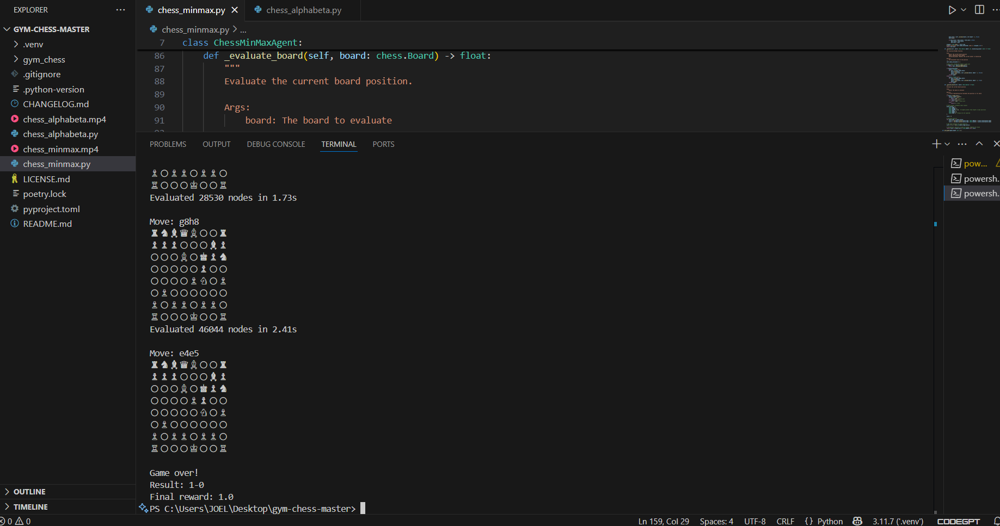 EXPLORER
GYM-CHESS-MASTER
.venv
gym_chess
.gitignore
.python-version
CHANGELOG.md
chess_alphabeta.mp4
chess_alphabeta.py
chess_minmax.mp4
chess_minmax.py
LICENSE.md
poetry.lock
pyproject.toml
README.md
OUTLINE
TIMELINE
chess_minmax.py
chess_alphabeta.py
chess_minmax.py > ...
7 class ChessMinMaxAgent:
86 def _evaluate_board(self, board: chess.Board) -> float:
87 """
88 Evaluate the current board position.
89
90 Args:
91 board: The board to evaluate
PROBLEMS OUTPUT DEBUG CONSOLE TERMINAL PORTS
♗○♗♗○♗♗○
♖○○○♔○○♖
Evaluated 28530 nodes in 1.73s
Move: g8h8
♜♞♝♛♗○○♜
♟♟♟○○○♝♟
○○○♗○♚♟♞
○○○○○♟○○
○○○○♙♘○♙
○♙○○○○○○
♙○♙♙○♙♙○
♖○○○♔○○♖
Evaluated 46044 nodes in 2.41s
Move: e4e5
♜♞♝♛♗○○♜
♟♟♟○○○♝♟
○○○♗○♚♟♞
○○○○♙♟○○
○○○○○♘○♙
○♙○○○○○○
♙○♙♙○♙♙○
♖○○○♔○○♖
Game over!
Result: 1-0
Final reward: 1.0
PS C:\Users\JOEL\Desktop\gym-chess-master>
pow...
powersh...
powersh...
0 0
Ln 159, Col 29 Spaces: 4 UTF-8 CRLF {} Python 3.11.7 ('.venv') CODEGPT